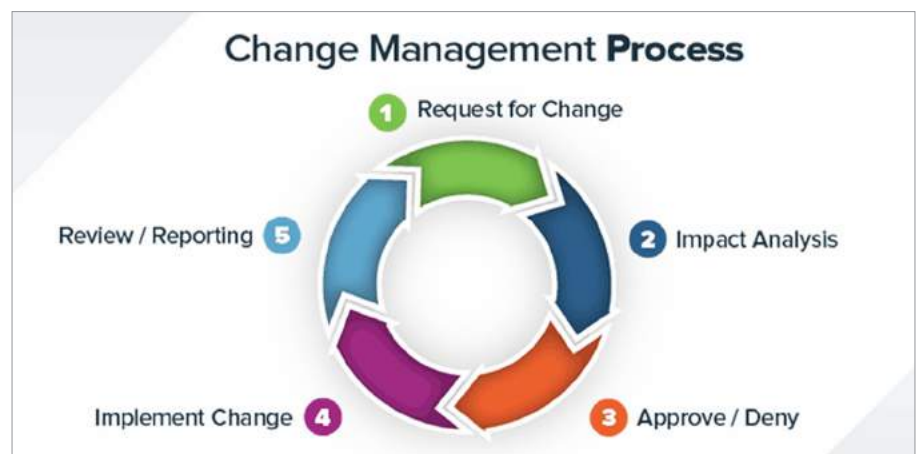 Change Management Process
1 Request for Change
2 Impact Analysis
3 Approve / Deny
Implement Change 4
Review / Reporting 5